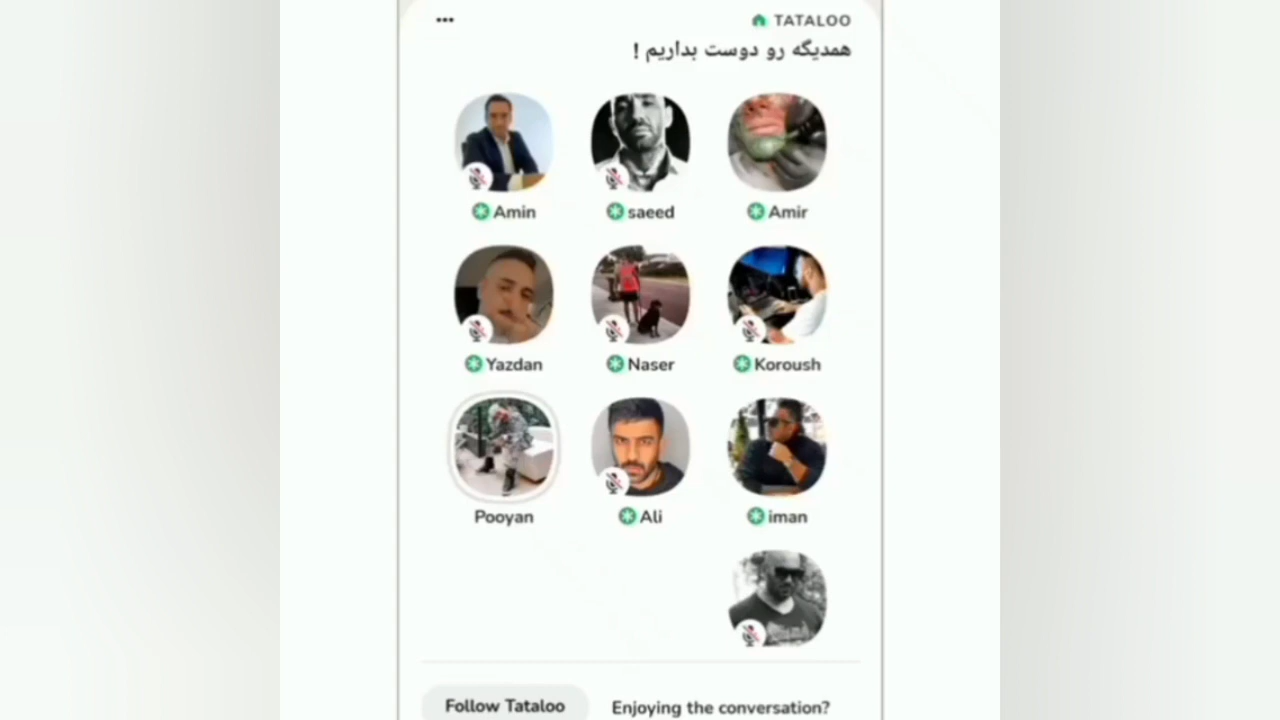 TATALOO
همدیگه رو دوست بداریم !
Amin
saeed
Amir
Yazdan
Naser
Koroush
Pooyan
Ali
iman
Follow Tataloo
Enjoying the conversation?